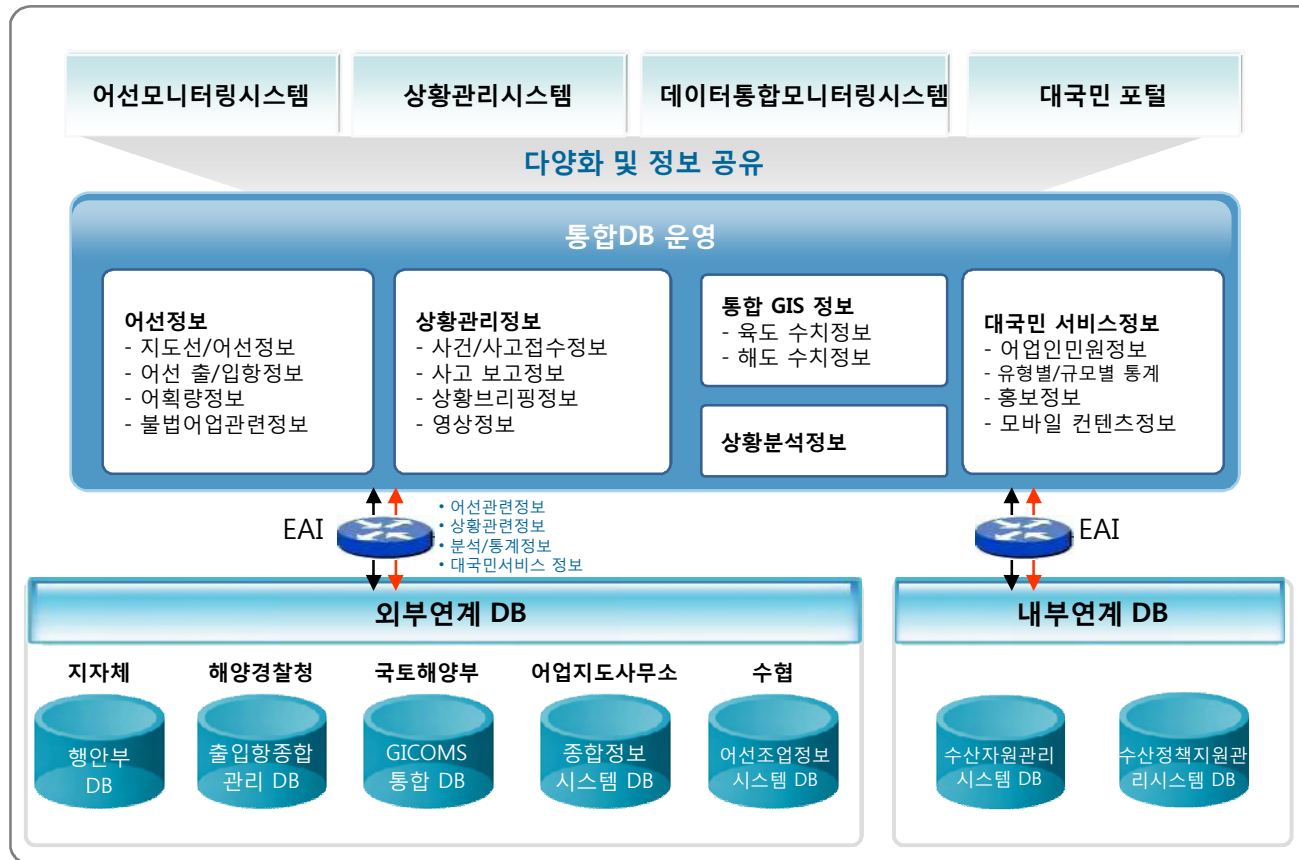 어선모니터링시스템
상황관리시스템
데이터통합모니터링시스템
대국민 포털
다양화 및 정보 공유
통합DB 운영
어선정보
- 지도선/어선정보
- 어선 출/입항정보
- 어획량정보
- 불법어업관련정보
상황관리정보
- 사건/사고접수정보
- 사고 보고정보
- 상황브리핑정보
- 영상정보
통합 GIS 정보
- 육도 수치정보
- 해도 수치정보
상황분석정보
대국민 서비스정보
- 어업인민원정보
- 유형별/규모별 통계
- 홍보정보
- 모바일 컨텐츠정보
EAI
• 어선관련정보
• 상황관련정보
• 분석/통계정보
• 대국민서비스 정보
EAI
외부연계 DB
지자체
해양경찰청
국토해양부
어업지도사무소
수협
행안부
DB
출입항종합
관리 DB
GICOMS
통합 DB
종합정보
시스템 DB
어선조업정보
시스템 DB
내부연계 DB
수산자원관리
시스템 DB
수산정책지원관
리시스템 DB